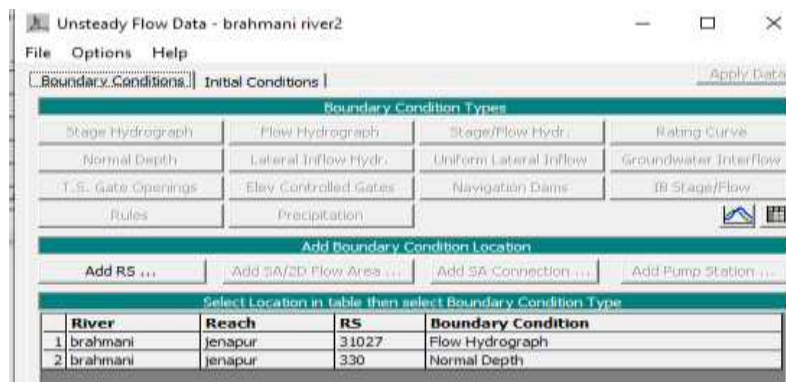 Unsteady Flow Data - brahmani river2
File Options Help
Boundary Conditions Initial Conditions Apply Data
Boundary Condition Types
Stage Hydrograph Flow Hydrograph Stage/Flow Hydr. Rating Curve
Normal Depth Lateral Inflow Hydr. Uniform Lateral Inflow Groundwater Interflow
T.S. Gate Openings Elev Controlled Gates Navigation Dams IB Stage/Flow
Rules Precipitation
Add Boundary Condition Location
Add RS ... Add SA/2D Flow Area ... Add SA Connection ... Add Pump Station ...
Select Location in table then select Boundary Condition Type
River Reach RS Boundary Condition
1 brahmani jenapur 31027 Flow Hydrograph
2 brahmani jenapur 330 Normal Depth